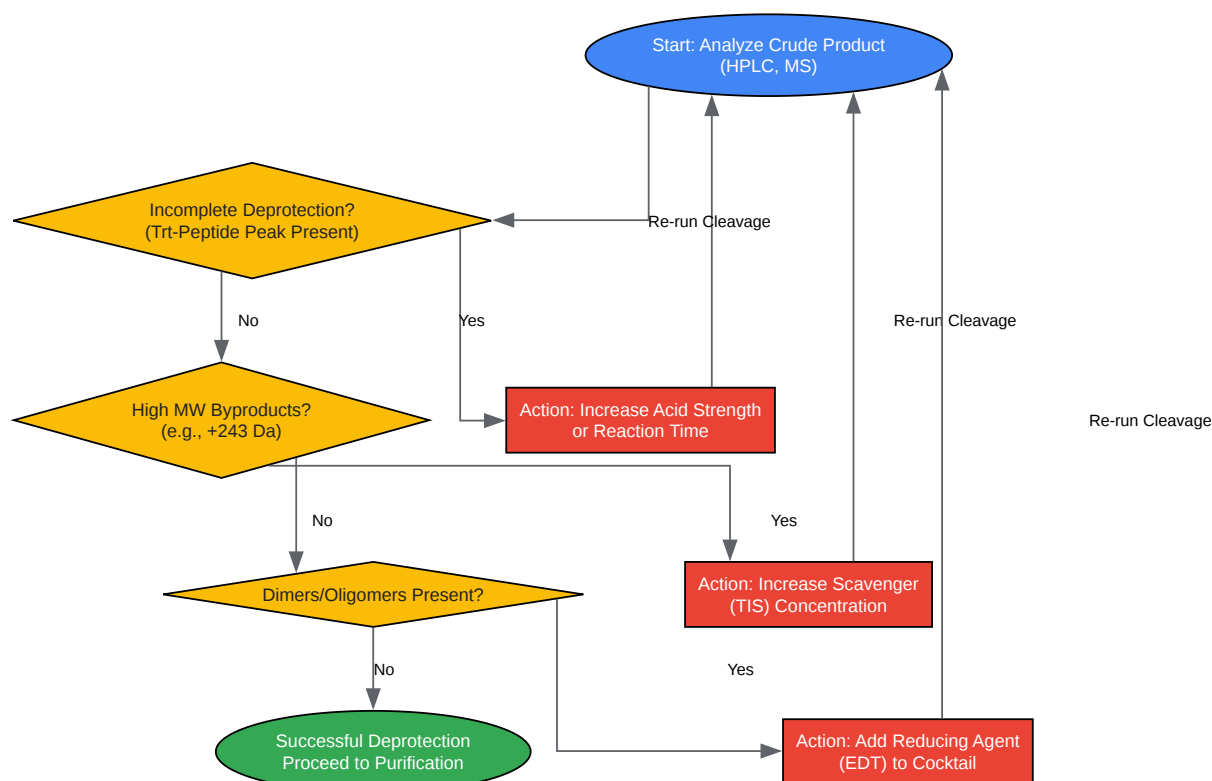 Start: Analyze Crude Product
(HPLC, MS)
Incomplete Deprotection?
(Trt-Peptide Peak Present)
Re-run Cleavage
No
Yes
Re-run Cleavage
High MW Byproducts?
(e.g., +243 Da)
Action: Increase Acid Strength
or Reaction Time
Re-run Cleavage
No
Yes
Dimers/Oligomers Present?
Action: Increase Scavenger
(TIS) Concentration
No
Yes
Successful Deprotection
Proceed to Purification
Action: Add Reducing Agent
(EDT) to Cocktail